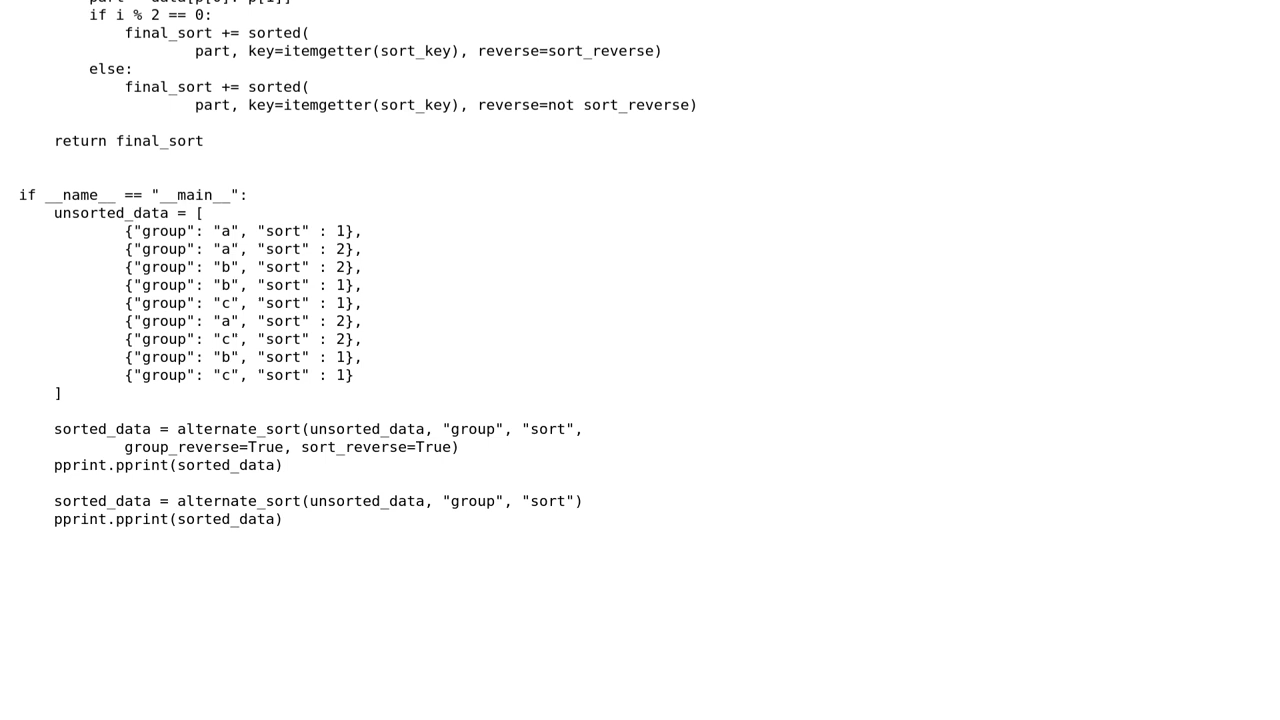 if i % 2 == 0:
final_sort += sorted(
part, key=itemgetter(sort_key), reverse=sort_reverse)
else:
final_sort += sorted(
part, key=itemgetter(sort_key), reverse=not sort_reverse)
return final_sort
if __name__ == "__main__":
unsorted_data = [
{"group": "a", "sort" : 1},
{"group": "a", "sort" : 2},
{"group": "b", "sort" : 2},
{"group": "b", "sort" : 1},
{"group": "c", "sort" : 1},
{"group": "a", "sort" : 2},
{"group": "c", "sort" : 2},
{"group": "b", "sort" : 1},
{"group": "c", "sort" : 1}
]
sorted_data = alternate_sort(unsorted_data, "group", "sort",
group_reverse=True, sort_reverse=True)
pprint.pprint(sorted_data)
sorted_data = alternate_sort(unsorted_data, "group", "sort")
pprint.pprint(sorted_data)